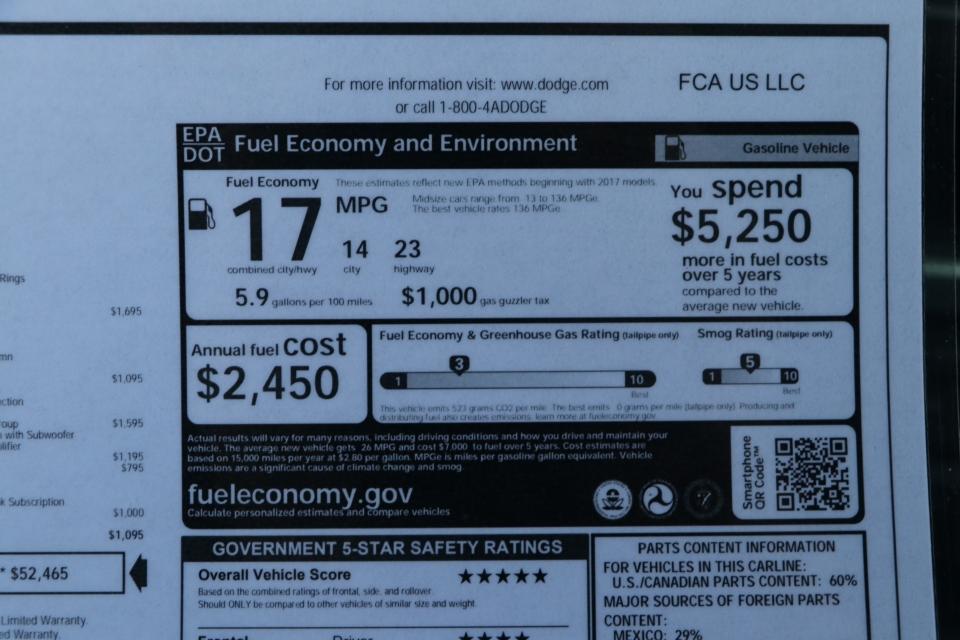 For more information visit: www.dodge.com
or call 1-800-4ADODGE
FCA US LLC
EPA
DOT
Fuel Economy and Environment
Gasoline Vehicle
Fuel Economy
These estimates reflect new EPA methods beginning with 2017 models.
17 MPG
Midsize cars range from 13 to 136 MPGe.
The best vehicle rates 136 MPGe.
combined city/hwy
14
city
23
highway
5.9 gallons per 100 miles
$1,000 gas guzzler tax
You spend
$5,250
more in fuel costs
over 5 years
compared to the
average new vehicle.
Annual fuel cost
$2,450
Fuel Economy & Greenhouse Gas Rating (tailpipe only)
3
1
10
Best
Smog Rating (tailpipe only)
5
1
10
Best
This vehicle emits 523 grams CO2 per mile. The best emits 0 grams per mile (tailpipe only). Producing and
distributing fuel also creates emissions; learn more at fueleconomy.gov.
Actual results will vary for many reasons, including driving conditions and how you drive and maintain your
vehicle. The average new vehicle gets 26 MPG and cost $7,000 to fuel over 5 years. Cost estimates are
based on 15,000 miles per year at $2.80 per gallon. MPGe is miles per gasoline gallon equivalent. Vehicle
emissions are a significant cause of climate change and smog.
fueleconomy.gov
Calculate personalized estimates and compare vehicles
Smartphone
QR Code™
Rings
$1,695
$1,095
$1,595
with Subwoofer
$1,195
$795
Subscription
$1,000
$1,095
* $52,465
Limited Warranty.
Warranty.
GOVERNMENT 5-STAR SAFETY RATINGS
Overall Vehicle Score ★★★★★
Based on the combined ratings of frontal, side, and rollover.
Should ONLY be compared to other vehicles of similar size and weight.
Frontal Driver ★★★★
PARTS CONTENT INFORMATION
FOR VEHICLES IN THIS CARLINE:
U.S./CANADIAN PARTS CONTENT: 60%
MAJOR SOURCES OF FOREIGN PARTS
CONTENT:
MEXICO: 29%